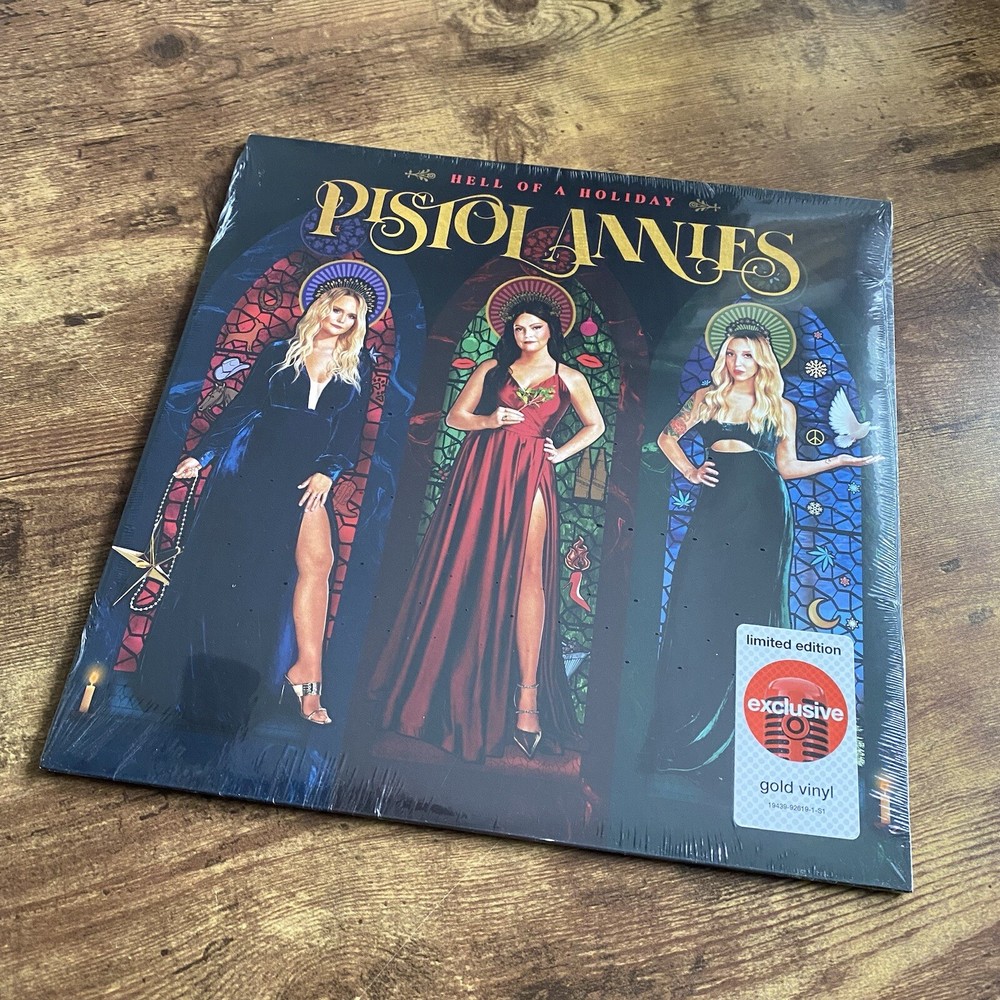 HELL OF A HOLIDAY
PISTOL ANNIES
limited edition
exclusive
gold vinyl
19439-92619-1-S1